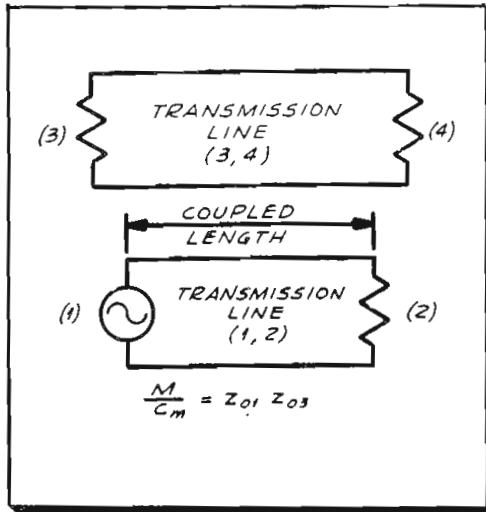 TRANSMISSION
LINE
(3,4)
(3)
(4)
COUPLED
LENGTH
TRANSMISSION
LINE
(1,2)
(1)
(2)
M/Cm = Z01 Z03